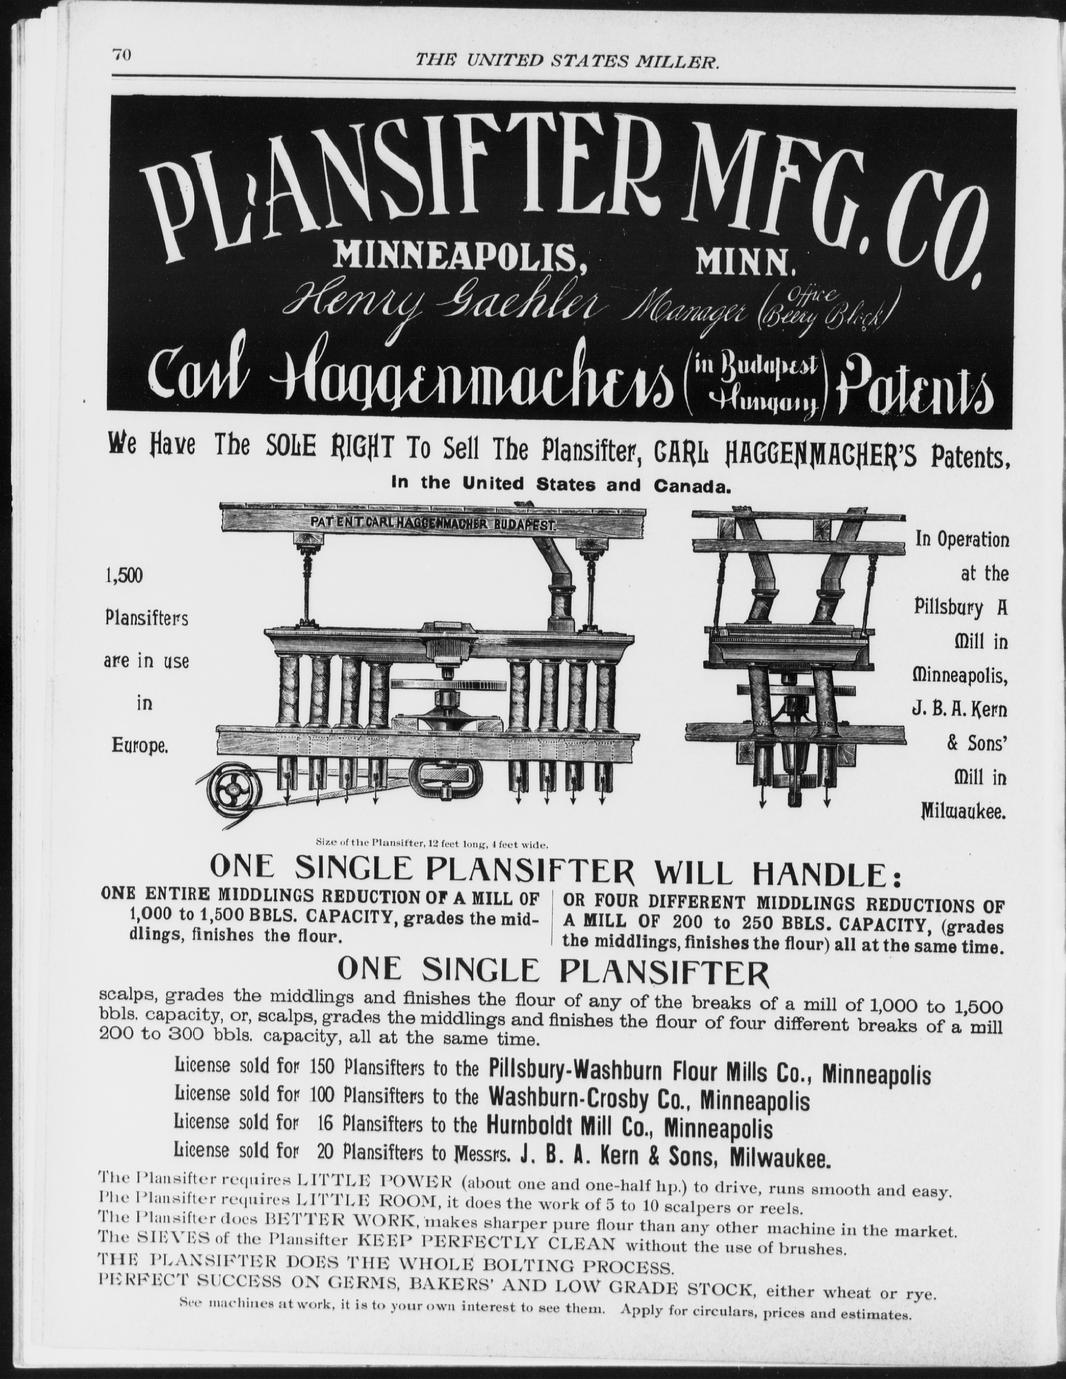 70
THE UNITED STATES MILLER.
PLANSIFTER MFG. CO.
MINNEAPOLIS, MINN.
Henry Gaehler Manager (Office Beery Block)
Carl Haggenmachers (in Budapest Hungary) Patents
We Have The SOLE RIGHT To Sell The Plansifter, CARL HAGGENMACHER'S Patents,
In the United States and Canada.
PATENT CARL HAGGENMACHER BUDAPEST.
1,500
Plansifters
are in use
in
Europe.
In Operation
at the
Pillsbury A
Mill in
Minneapolis,
J. B. A. Kern
& Sons'
Mill in
Milwaukee.
Size of the Plansifter, 12 feet long, 4 feet wide.
ONE SINGLE PLANSIFTER WILL HANDLE:
ONE ENTIRE MIDDLINGS REDUCTION OF A MILL OF
1,000 to 1,500 BBLS. CAPACITY, grades the mid-
dlings, finishes the flour.
OR FOUR DIFFERENT MIDDLINGS REDUCTIONS OF
A MILL OF 200 to 250 BBLS. CAPACITY, (grades
the middlings, finishes the flour) all at the same time.
ONE SINGLE PLANSIFTER
scalps, grades the middlings and finishes the flour of any of the breaks of a mill of 1,000 to 1,500
bbls. capacity, or, scalps, grades the middlings and finishes the flour of four different breaks of a mill
200 to 300 bbls. capacity, all at the same time.
License sold for 150 Plansifters to the Pillsbury-Washburn Flour Mills Co., Minneapolis
License sold for 100 Plansifters to the Washburn-Crosby Co., Minneapolis
License sold for 16 Plansifters to the Humboldt Mill Co., Minneapolis
License sold for 20 Plansifters to Messrs. J. B. A. Kern & Sons, Milwaukee.
The Plansifter requires LITTLE POWER (about one and one-half hp.) to drive, runs smooth and easy.
The Plansifter requires LITTLE ROOM, it does the work of 5 to 10 scalpers or reels.
The Plansifter does BETTER WORK, makes sharper pure flour than any other machine in the market.
The SIEVES of the Plansifter KEEP PERFECTLY CLEAN without the use of brushes.
THE PLANSIFTER DOES THE WHOLE BOLTING PROCESS.
PERFECT SUCCESS ON GERMS, BAKERS' AND LOW GRADE STOCK, either wheat or rye.
See machines at work, it is to your own interest to see them. Apply for circulars, prices and estimates.